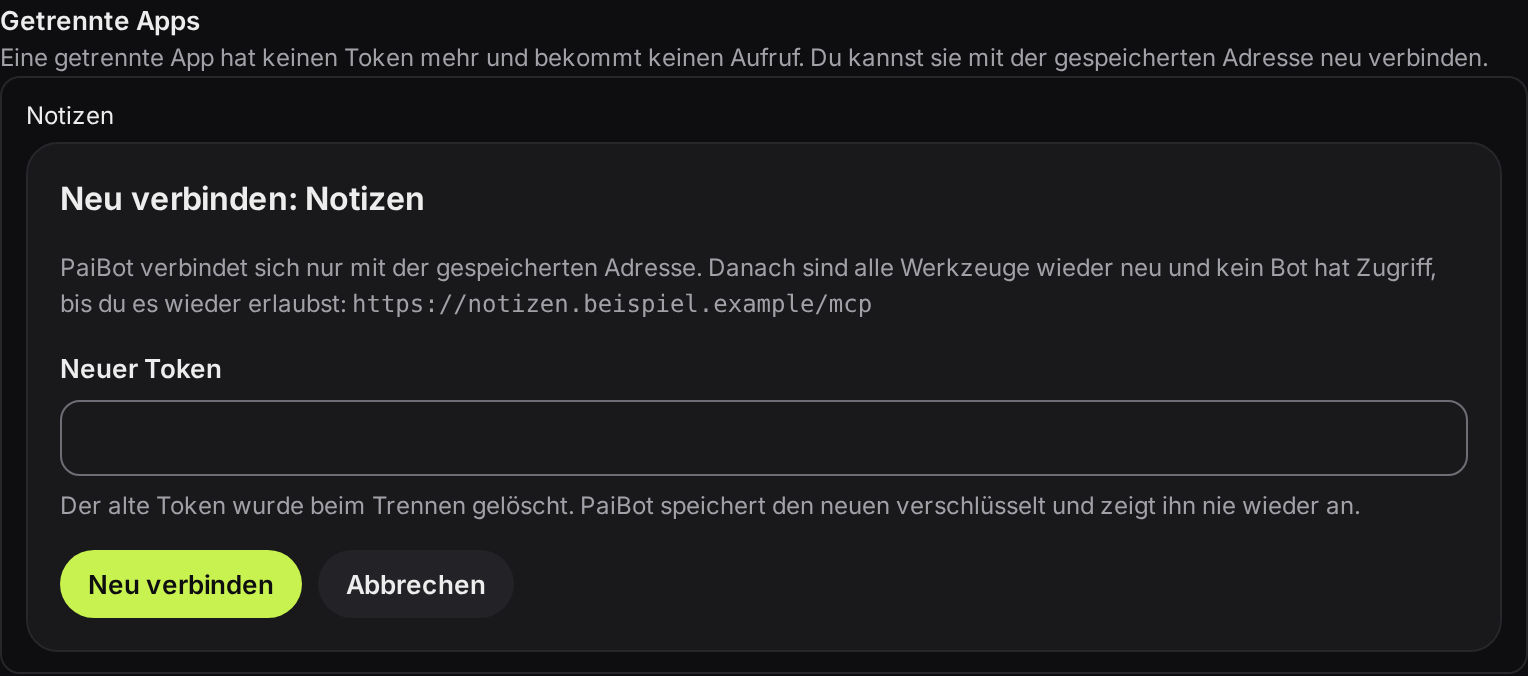 Getrennte Apps
Eine getrennte App hat keinen Token mehr und bekommt keinen Aufruf. Du kannst sie mit der gespeicherten Adresse neu verbinden.
Notizen
Neu verbinden: Notizen
PaiBot verbindet sich nur mit der gespeicherten Adresse. Danach sind alle Werkzeuge wieder neu und kein Bot hat Zugriff,
bis du es wieder erlaubst: https://notizen.beispiel.example/mcp
Neuer Token
Der alte Token wurde beim Trennen gelöscht. PaiBot speichert den neuen verschlüsselt und zeigt ihn nie wieder an.
Neu verbinden
Abbrechen